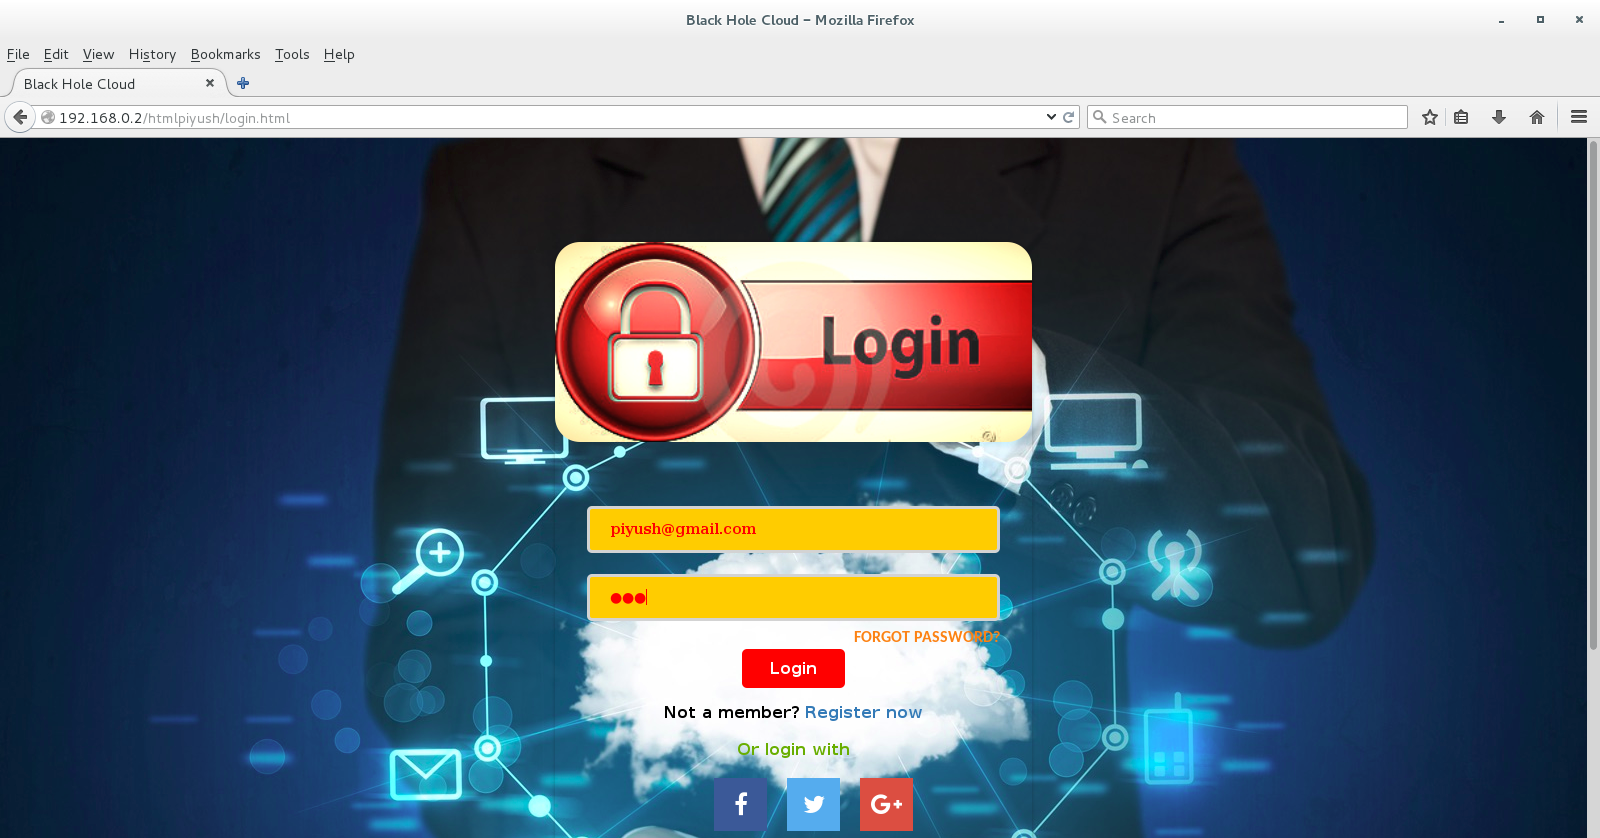 Black Hole Cloud - Mozilla Firefox
File Edit View History Bookmarks Tools Help
Black Hole Cloud
192.168.0.2/htmlpiyush/login.html
Search
Login
piyush@gmail.com
FORGOT PASSWORD?
Login
Not a member? Register now
Or login with
f
G+